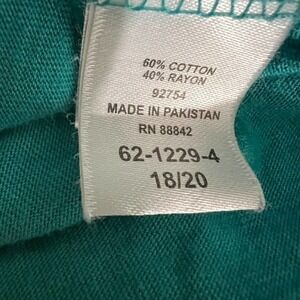 60% COTTON
40% RAYON
92754
MADE IN PAKISTAN
RN 88842
62-1229-4
18/20